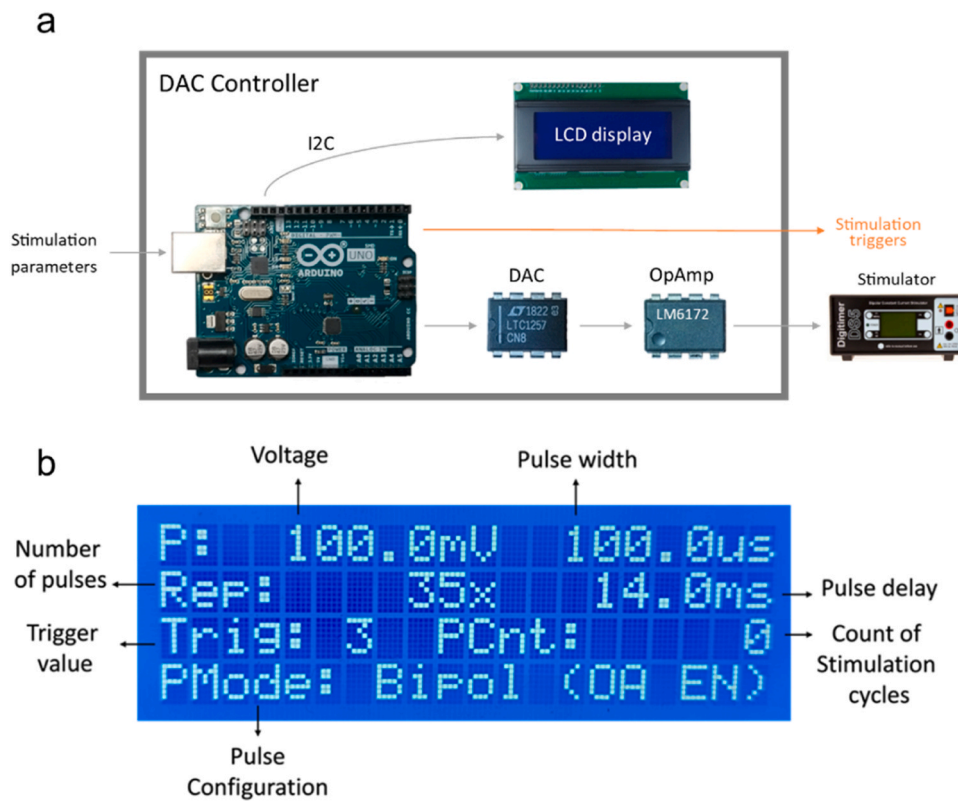 a
DAC Controller
I2C
LCD display
Stimulation
parameters
ARDUINO
UNO
Stimulation
triggers
DAC
1822
LTC1257
CN8
OpAmp
LM6172
Stimulator
Digitimer
DS5
b
Voltage
Pulse width
Number
of pulses
Trigger
value
P: 100.0mV 100.0us
Rep: 35x 14.0ms
Trig: 3 PCnt: 0
PMode: Bipol (OA EN)
Pulse delay
Count of
Stimulation
cycles
Pulse
Configuration